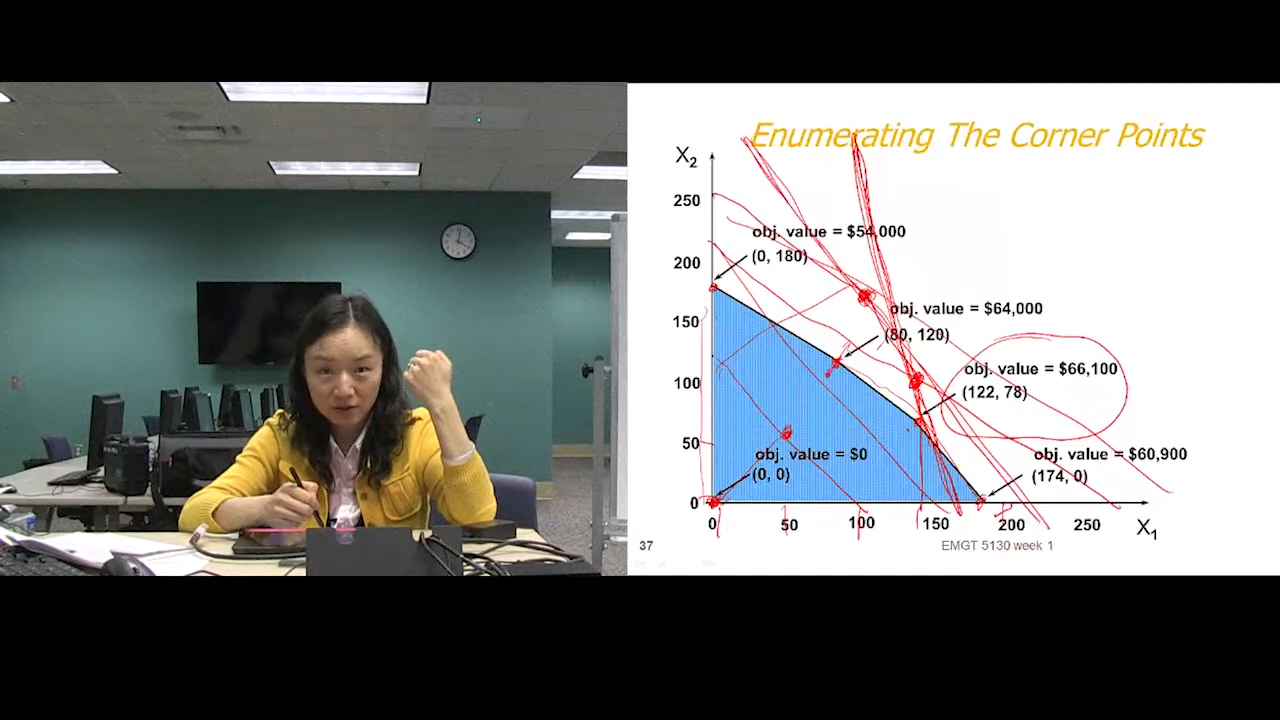 Enumerating The Corner Points
X2
250
obj. value = $54,000
(0, 180)
200
obj. value = $64,000
150
(80, 120)
100
obj. value = $66,100
(122, 78)
50
obj. value = $0
(0, 0)
obj. value = $60,900
(174, 0)
0
0 50 100 150 200 250
X1
37
EMGT 5130 week 1